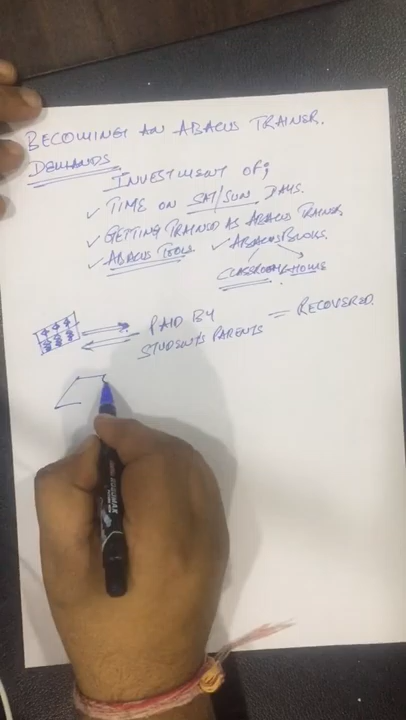 BECOMING AN ABACUS TRAINER.
DEMANDS
INVESTMENT OF;
✓ TIME ON SAT/SUN DAYS.
✓ GETTING TRAINED AS ABACUS TRAINER
✓ ABACUS TOOLS ✓ ABACUS BOOKS.
CLASSROOM & HOME
PAID BY = RECOVERED.
STUDENT'S PARENTS